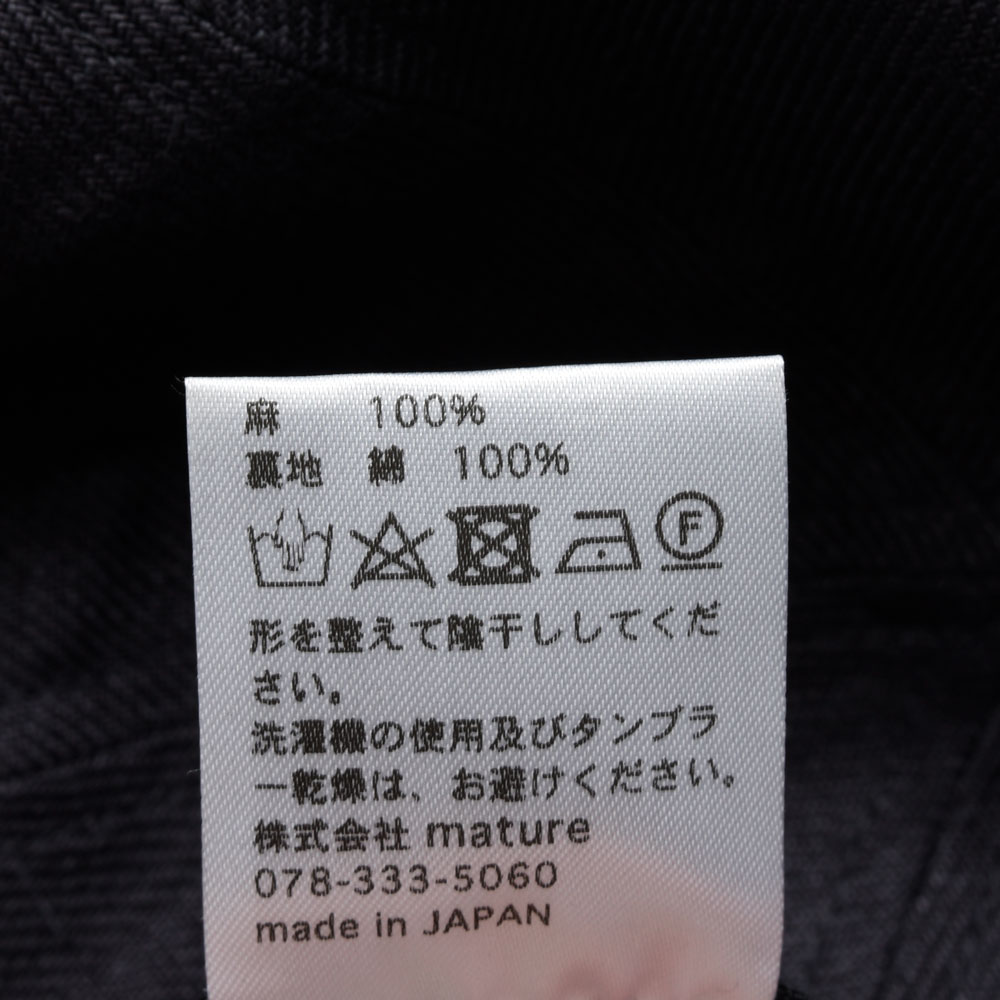 麻 100%
裏地 綿 100%
F
形を整えて陰干ししてくだ
さい。
洗濯機の使用及びタンブラ
ー乾燥は、お避けください。
株式会社 mature
078-333-5060
made in JAPAN